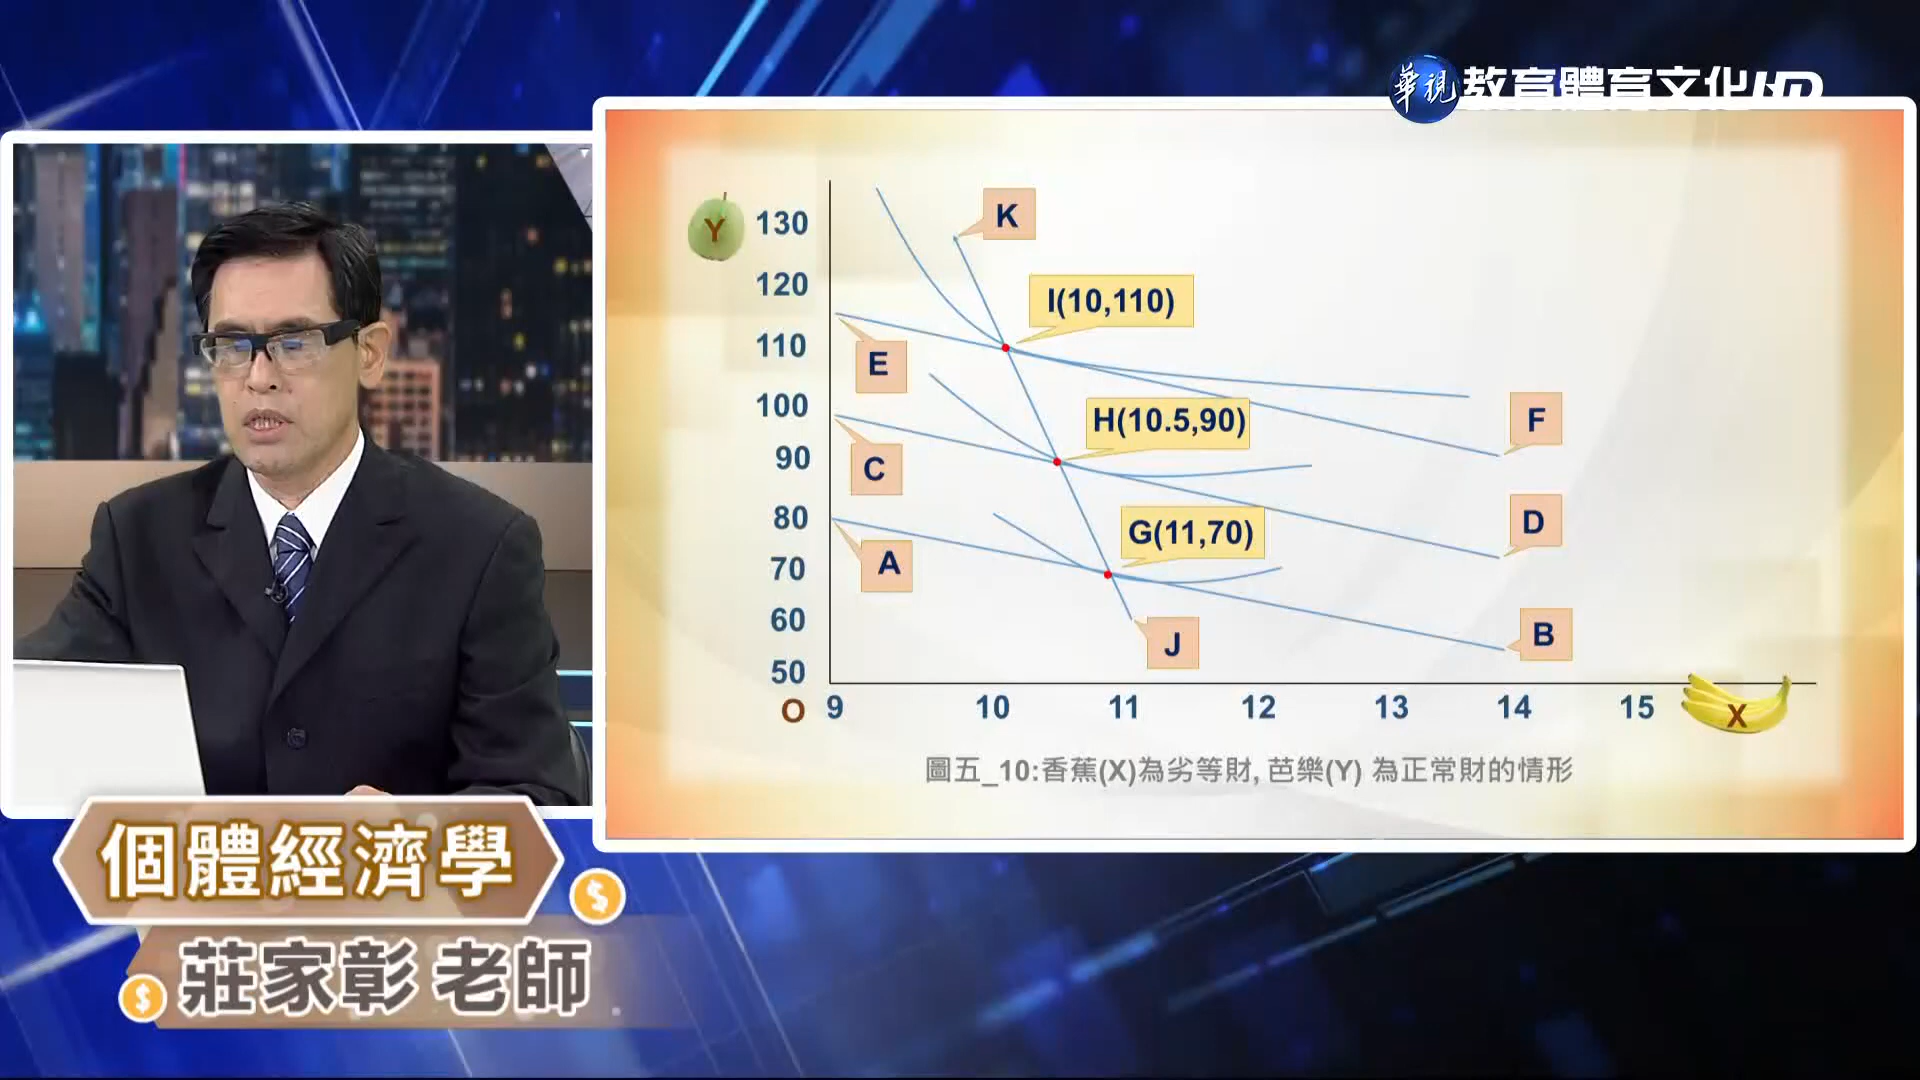 華視 教育體育文化HD
Y
130
120
110
100
90
80
70
60
50
O
9 10 11 12 13 14 15
X
K
I(10,110)
E
F
H(10.5,90)
C
D
G(11,70)
A
B
J
圖五_10:香蕉(X)為劣等財, 芭樂(Y) 為正常財的情形
個體經濟學
$
莊家彰 老師
$